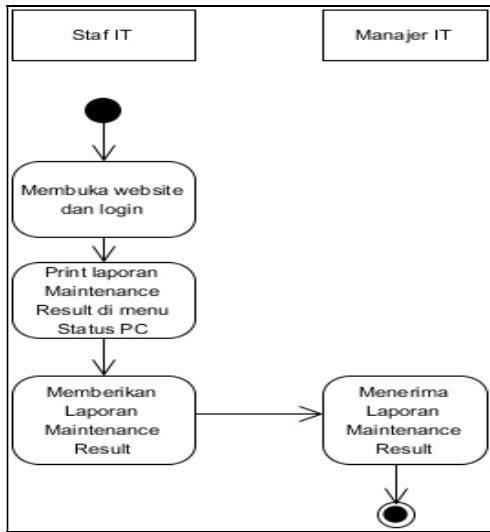 Staf IT
Manajer IT
Membuka website
dan login
Print laporan
Maintenance
Result di menu
Status PC
Memberikan
Laporan
Maintenance
Result
Menerima
Laporan
Maintenance
Result